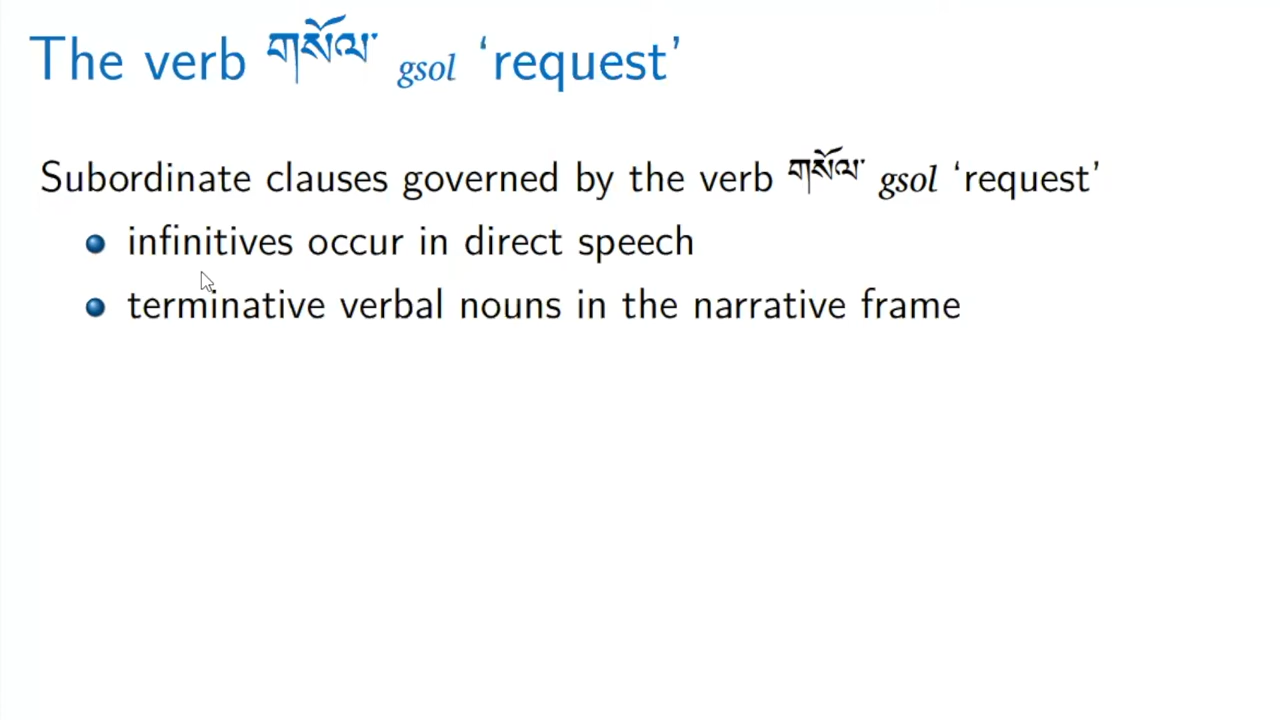 The verb གསོལ་ gsol ‘request’
Subordinate clauses governed by the verb གསོལ་ gsol ‘request’
infinitives occur in direct speech
terminative verbal nouns in the narrative frame